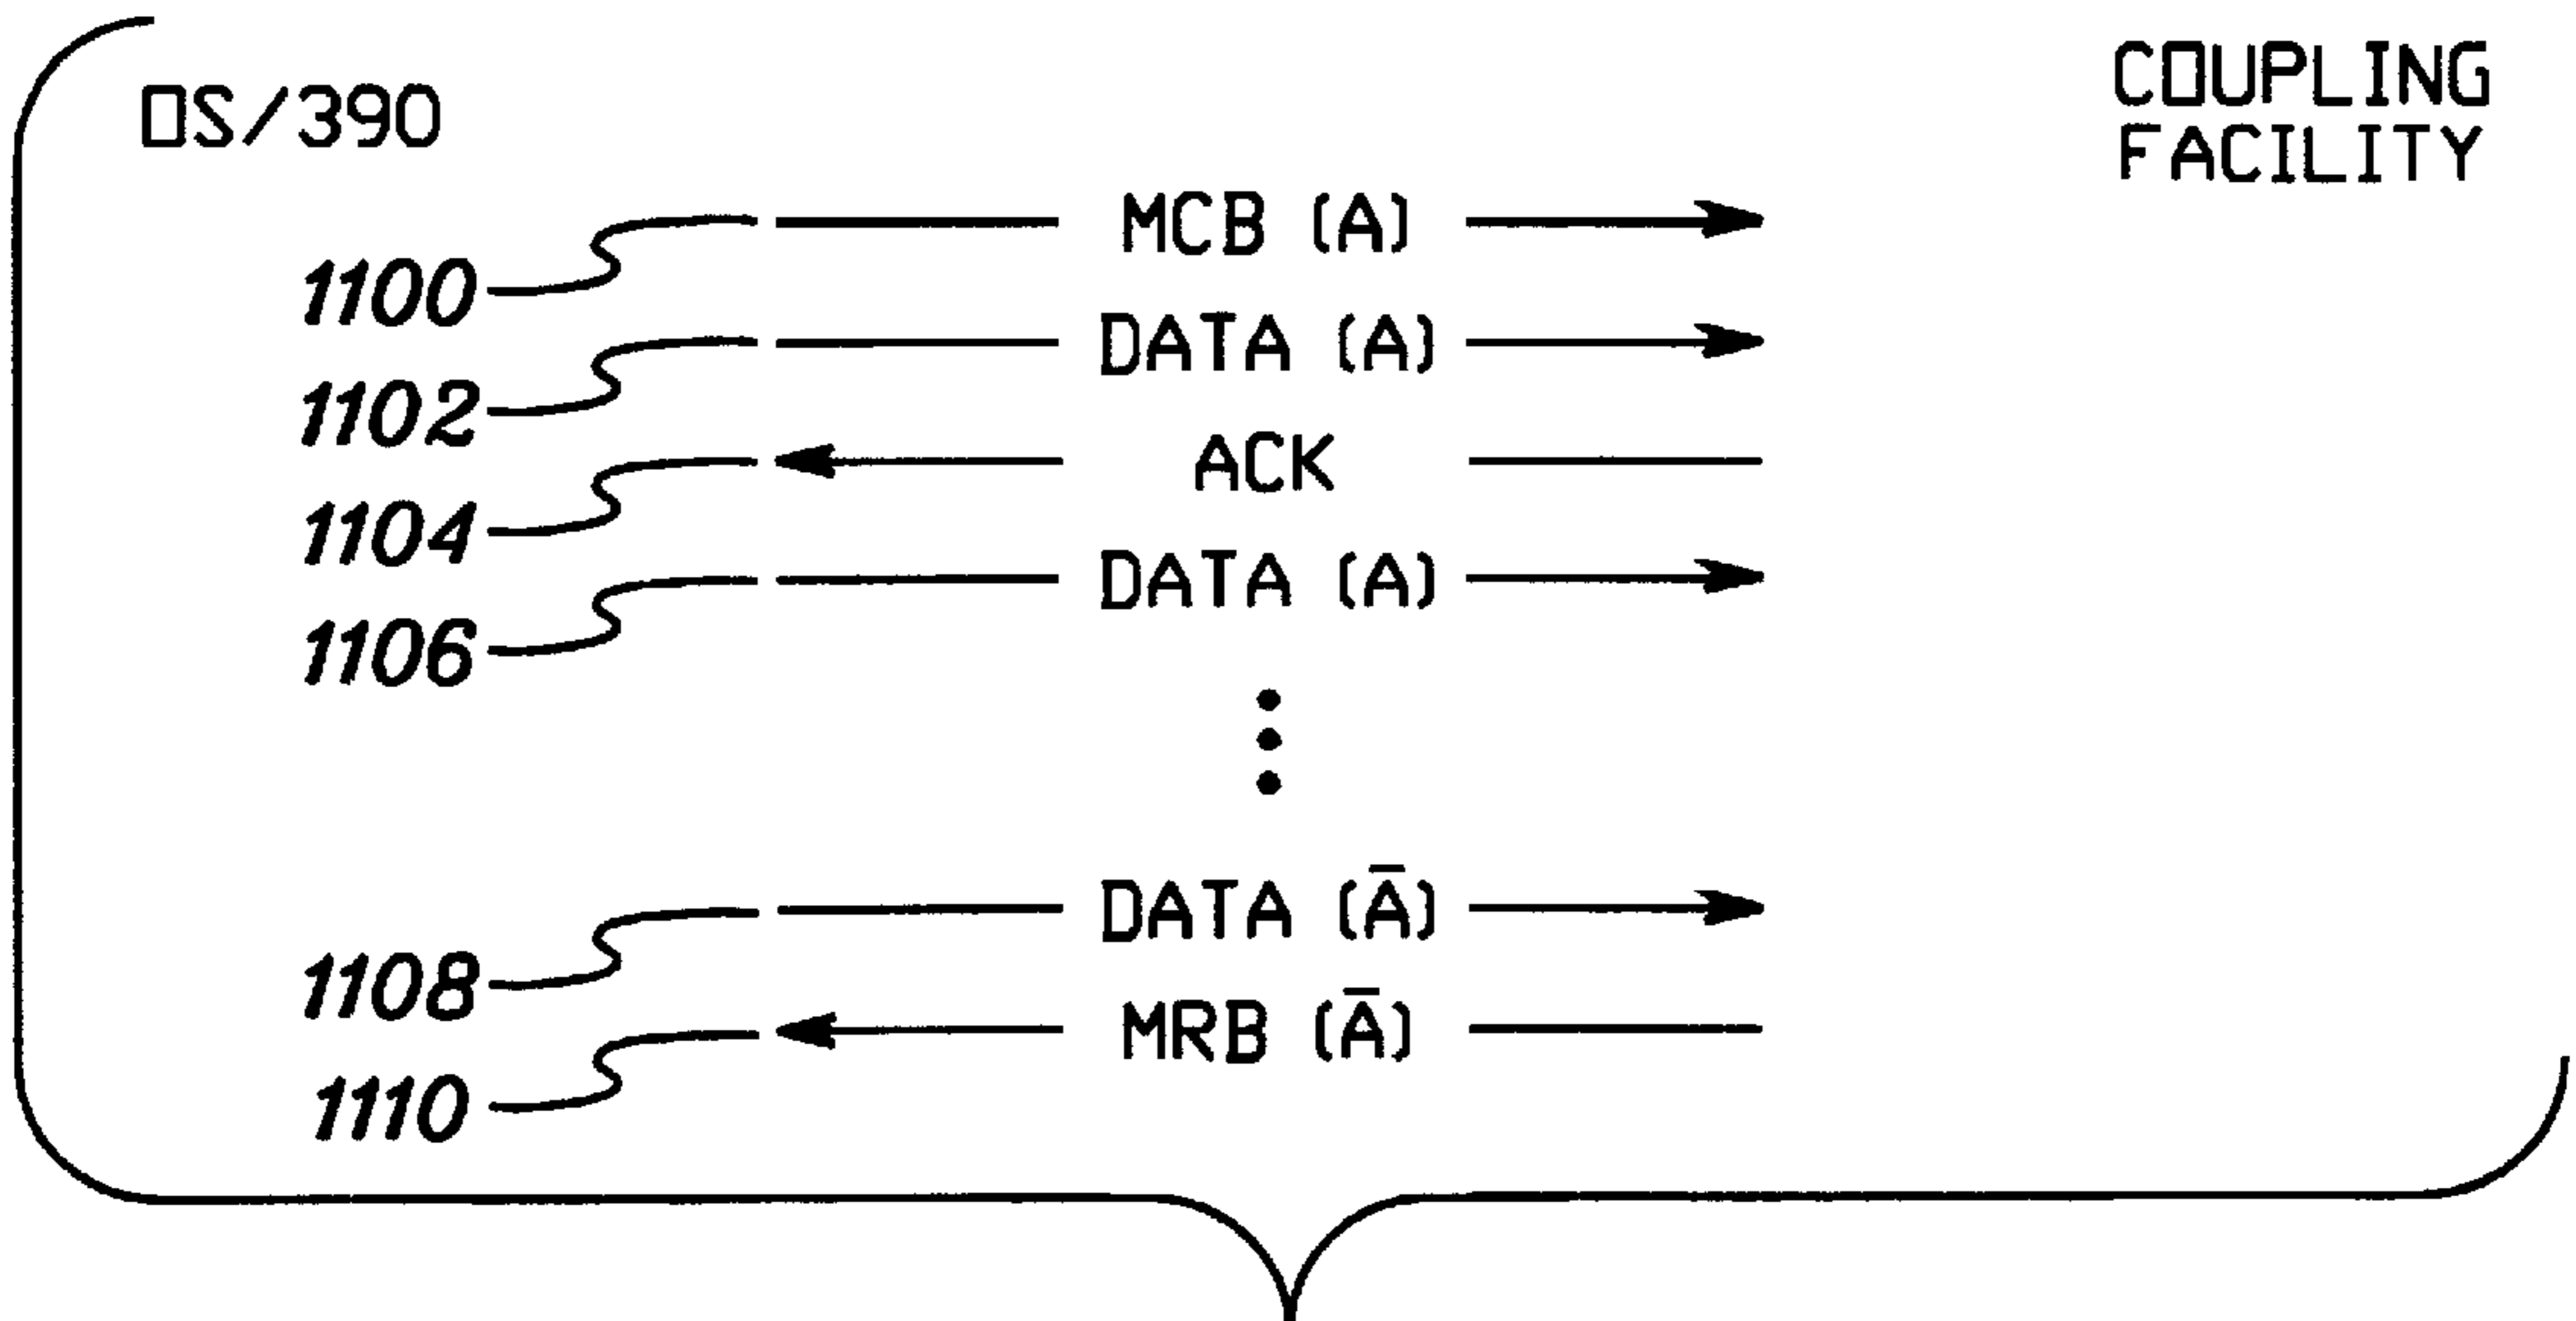 OS/390
COUPLING
FACILITY
MCB (A)
1100
DATA (A)
1102
ACK
1104
DATA (A)
1106
DATA (Ā)
1108
MRB (Ā)
1110